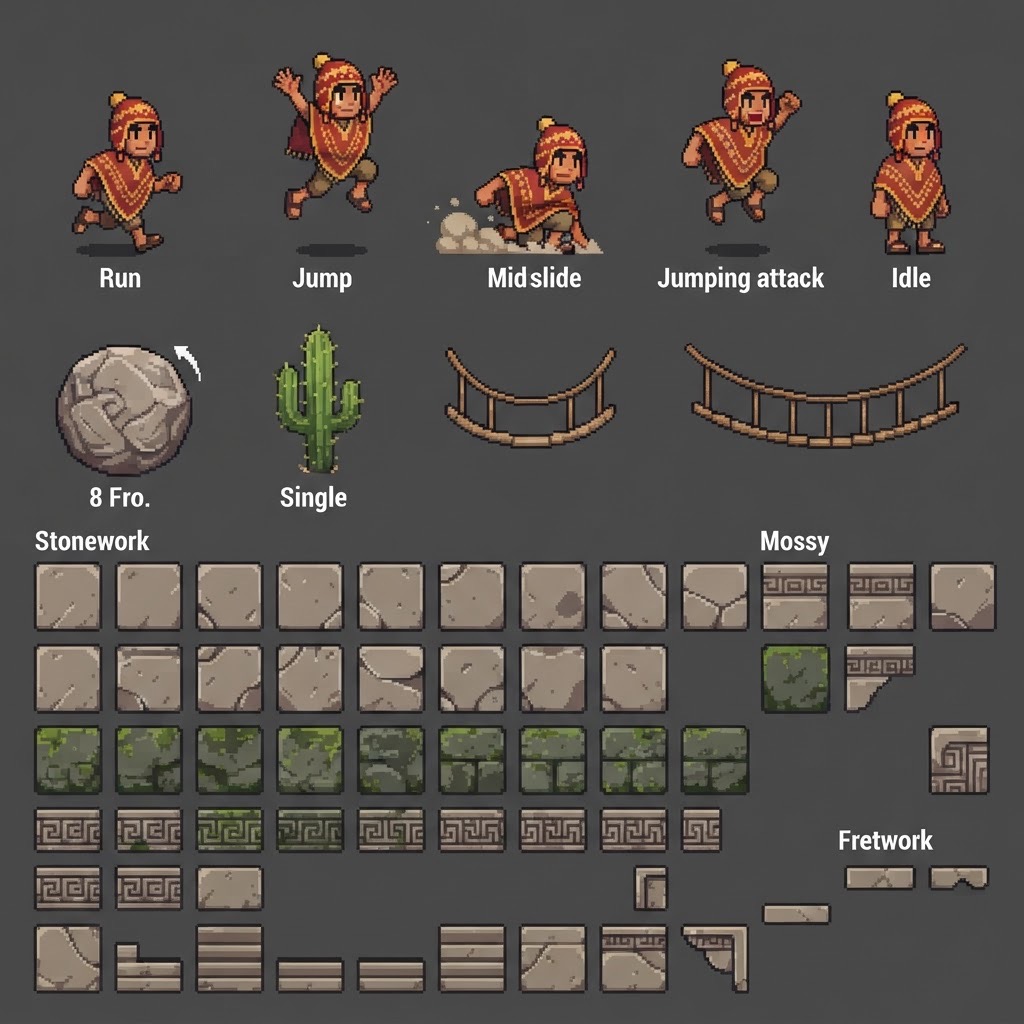 Run
Jump
Mid slide
Jumping attack
Idle
8 Fro.
Single
Stonework
Mossy
Fretwork